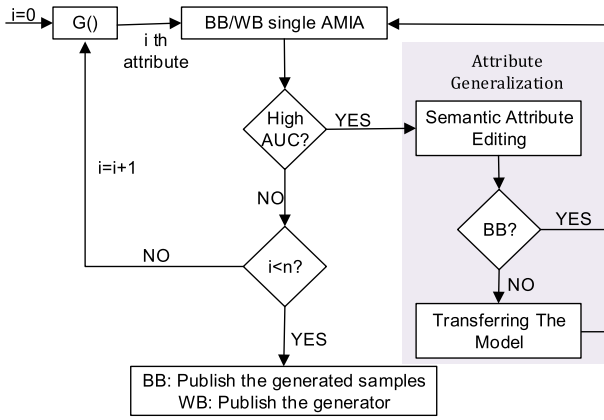 i=0
G()
i th
attribute
BB/WB single AMIA
Attribute
Generalization
High
AUC?
YES
Semantic Attribute
Editing
i=i+1
NO
BB?
YES
NO
i<n?
NO
Transferring The
Model
YES
BB: Publish the generated samples
WB: Publish the generator